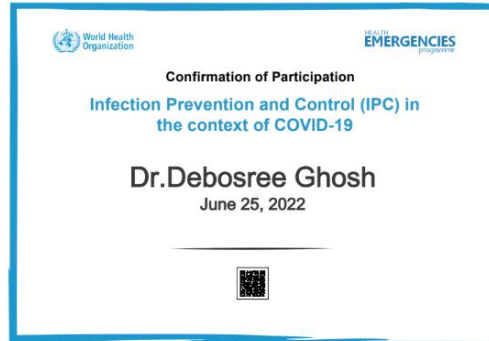 World Health
Organization
HEALTH
EMERGENCIES
programme
Confirmation of Participation
Infection Prevention and Control (IPC) in
the context of COVID-19
Dr.Debosree Ghosh
June 25, 2022